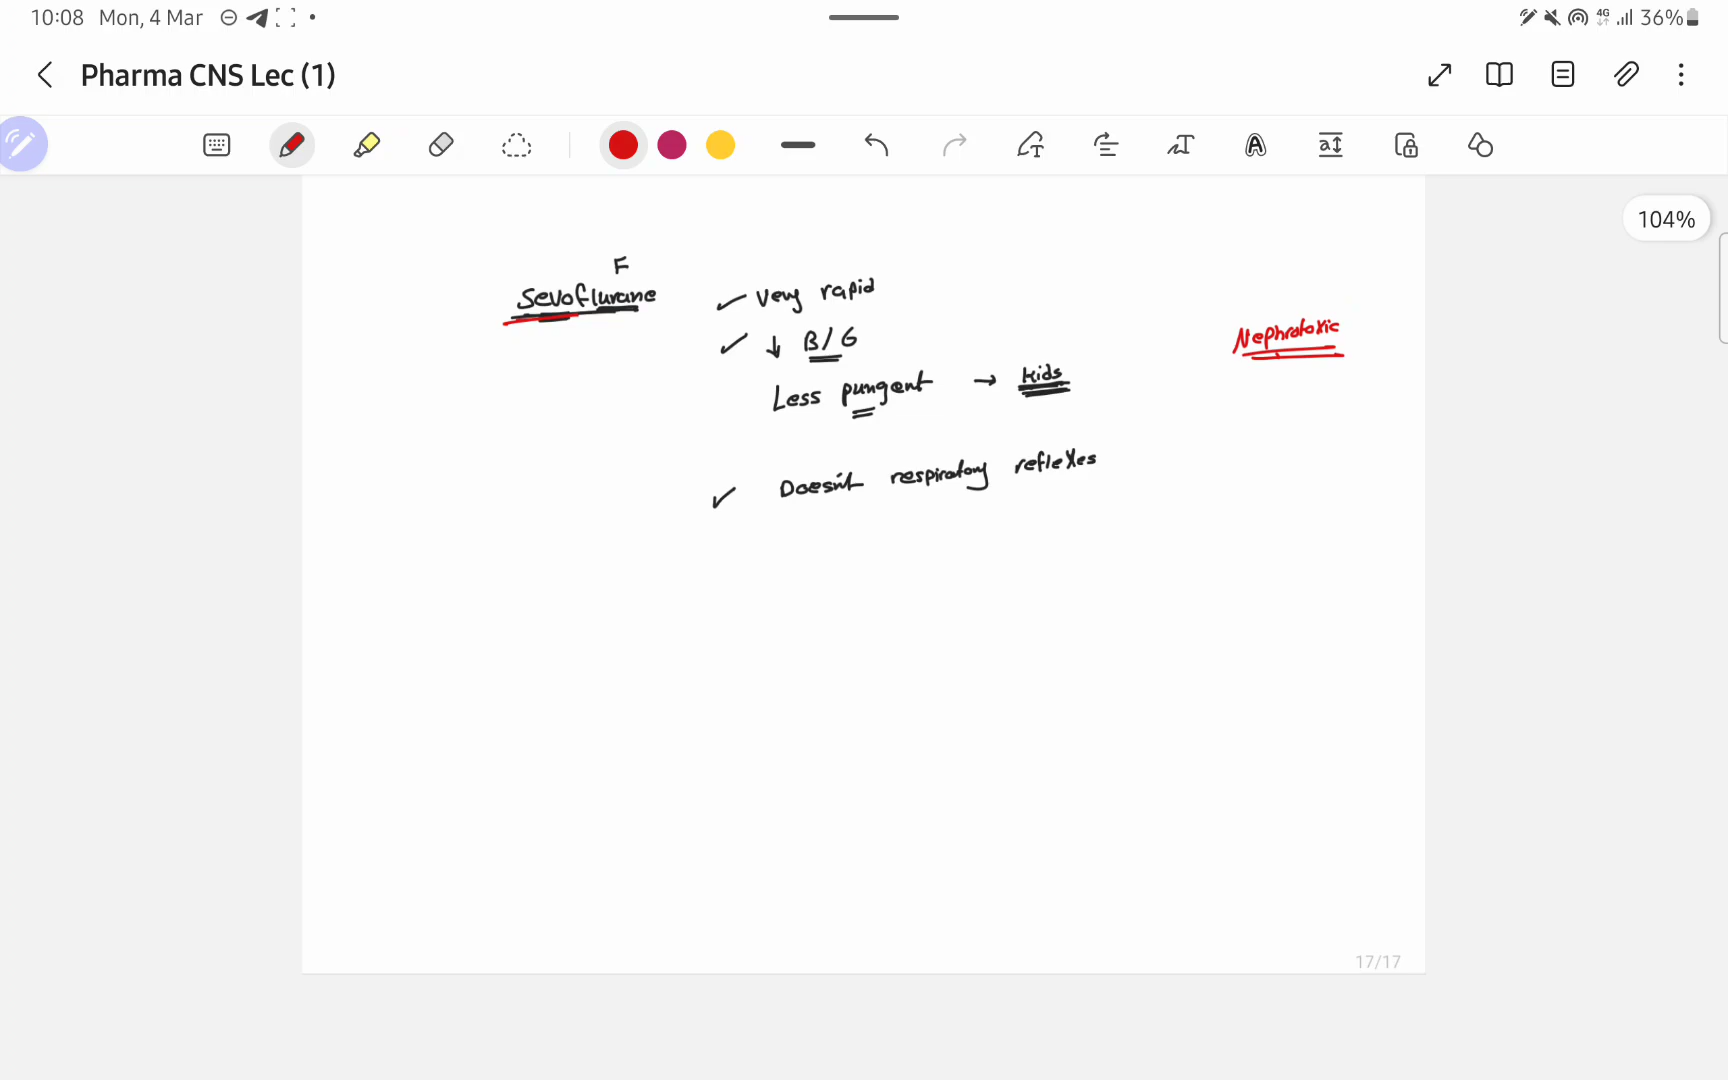 10:08 Mon, 4 Mar
4G 36%
Pharma CNS Lec (1)
104%
F
Sevoflurane
Very rapid
Nephrotoxic
↓ B/G
Less pungent → kids
Doesn't respiratory reflexes
17/17